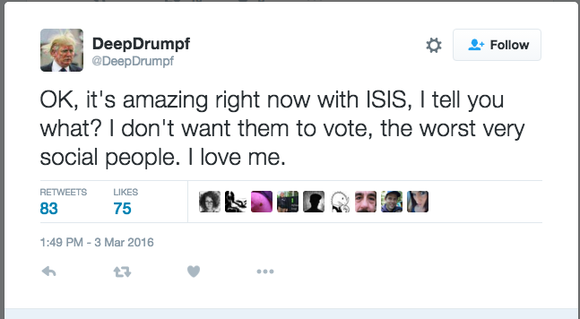 DeepDrumpf
@DeepDrumpf
Follow
OK, it's amazing right now with ISIS, I tell you
what? I don't want them to vote, the worst very
social people. I love me.
RETWEETS LIKES
83 75
1:49 PM - 3 Mar 2016